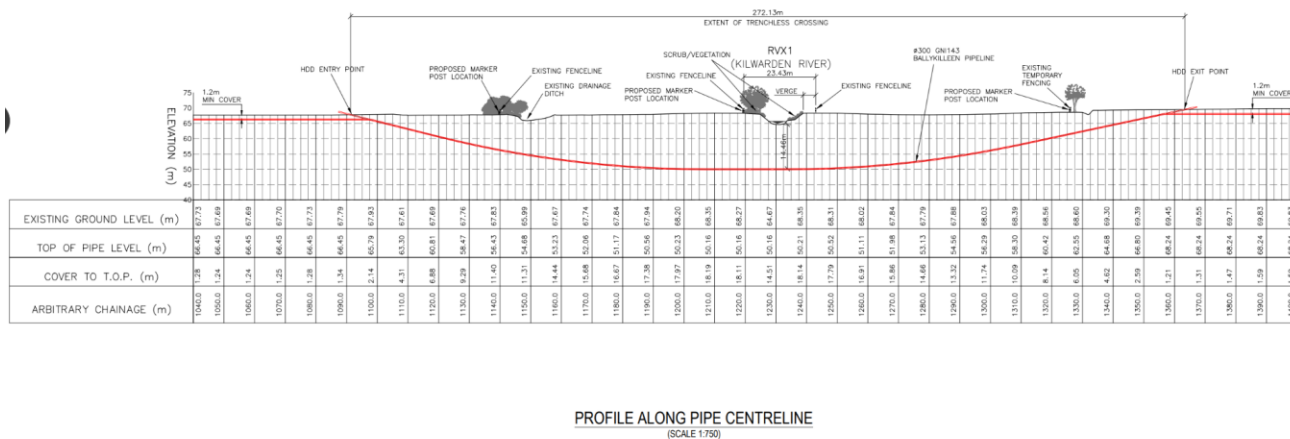 272.13m
EXTENT OF TRENCHLESS CROSSING
HDD ENTRY POINT
PROPOSED MARKER
POST LOCATION
EXISTING FENCELINE
EXISTING DRAINAGE
DITCH
SCRUB/VEGETATION
RVX1
(KILWARDEN RIVER)
23.43m
EXISTING FENCELINE
VERGE
EXISTING FENCELINE
PROPOSED MARKER
POST LOCATION
ø300 GNI143
BALLYKILLEEN PIPELINE
EXISTING
TEMPORARY
FENCING
PROPOSED MARKER
POST LOCATION
HDD EXIT POINT
1.2m
MIN COVER
1.2m
MIN COVER
14.46m
ELEVATION (m)
75
70
65
60
55
50
45
40
EXISTING GROUND LEVEL (m) 67.73 67.69 67.69 67.70 67.73 67.79 67.93 67.61 67.69 67.76 67.83 65.99 67.67 67.74 67.84 67.94 68.20 68.35 68.27 64.67 68.35 68.31 68.02 67.84 67.79 67.88 68.03 68.39 68.56 68.60 69.30 69.39 69.45 69.55 69.71 69.83
TOP OF PIPE LEVEL (m) 66.45 66.45 66.45 66.45 66.45 66.45 65.79 63.30 60.81 58.47 56.43 54.68 53.23 52.06 51.17 50.56 50.23 50.16 50.16 50.16 50.21 50.52 51.11 51.98 53.13 54.56 56.29 58.30 60.42 62.55 64.68 66.80 68.24 68.24 68.24 68.24
COVER TO T.O.P. (m) 1.28 1.24 1.24 1.25 1.28 1.34 2.14 4.31 6.88 9.29 11.40 11.31 14.44 15.68 16.67 17.38 17.97 18.19 18.11 14.51 18.14 17.79 16.91 15.86 14.66 13.32 11.74 10.09 8.14 6.05 4.62 2.59 1.21 1.31 1.47 1.59
ARBITRARY CHAINAGE (m) 1040.0 1050.0 1060.0 1070.0 1080.0 1090.0 1100.0 1110.0 1120.0 1130.0 1140.0 1150.0 1160.0 1170.0 1180.0 1190.0 1200.0 1210.0 1220.0 1230.0 1240.0 1250.0 1260.0 1270.0 1280.0 1290.0 1300.0 1310.0 1320.0 1330.0 1340.0 1350.0 1360.0 1370.0 1380.0 1390.0
PROFILE ALONG PIPE CENTRELINE
(SCALE 1:750)